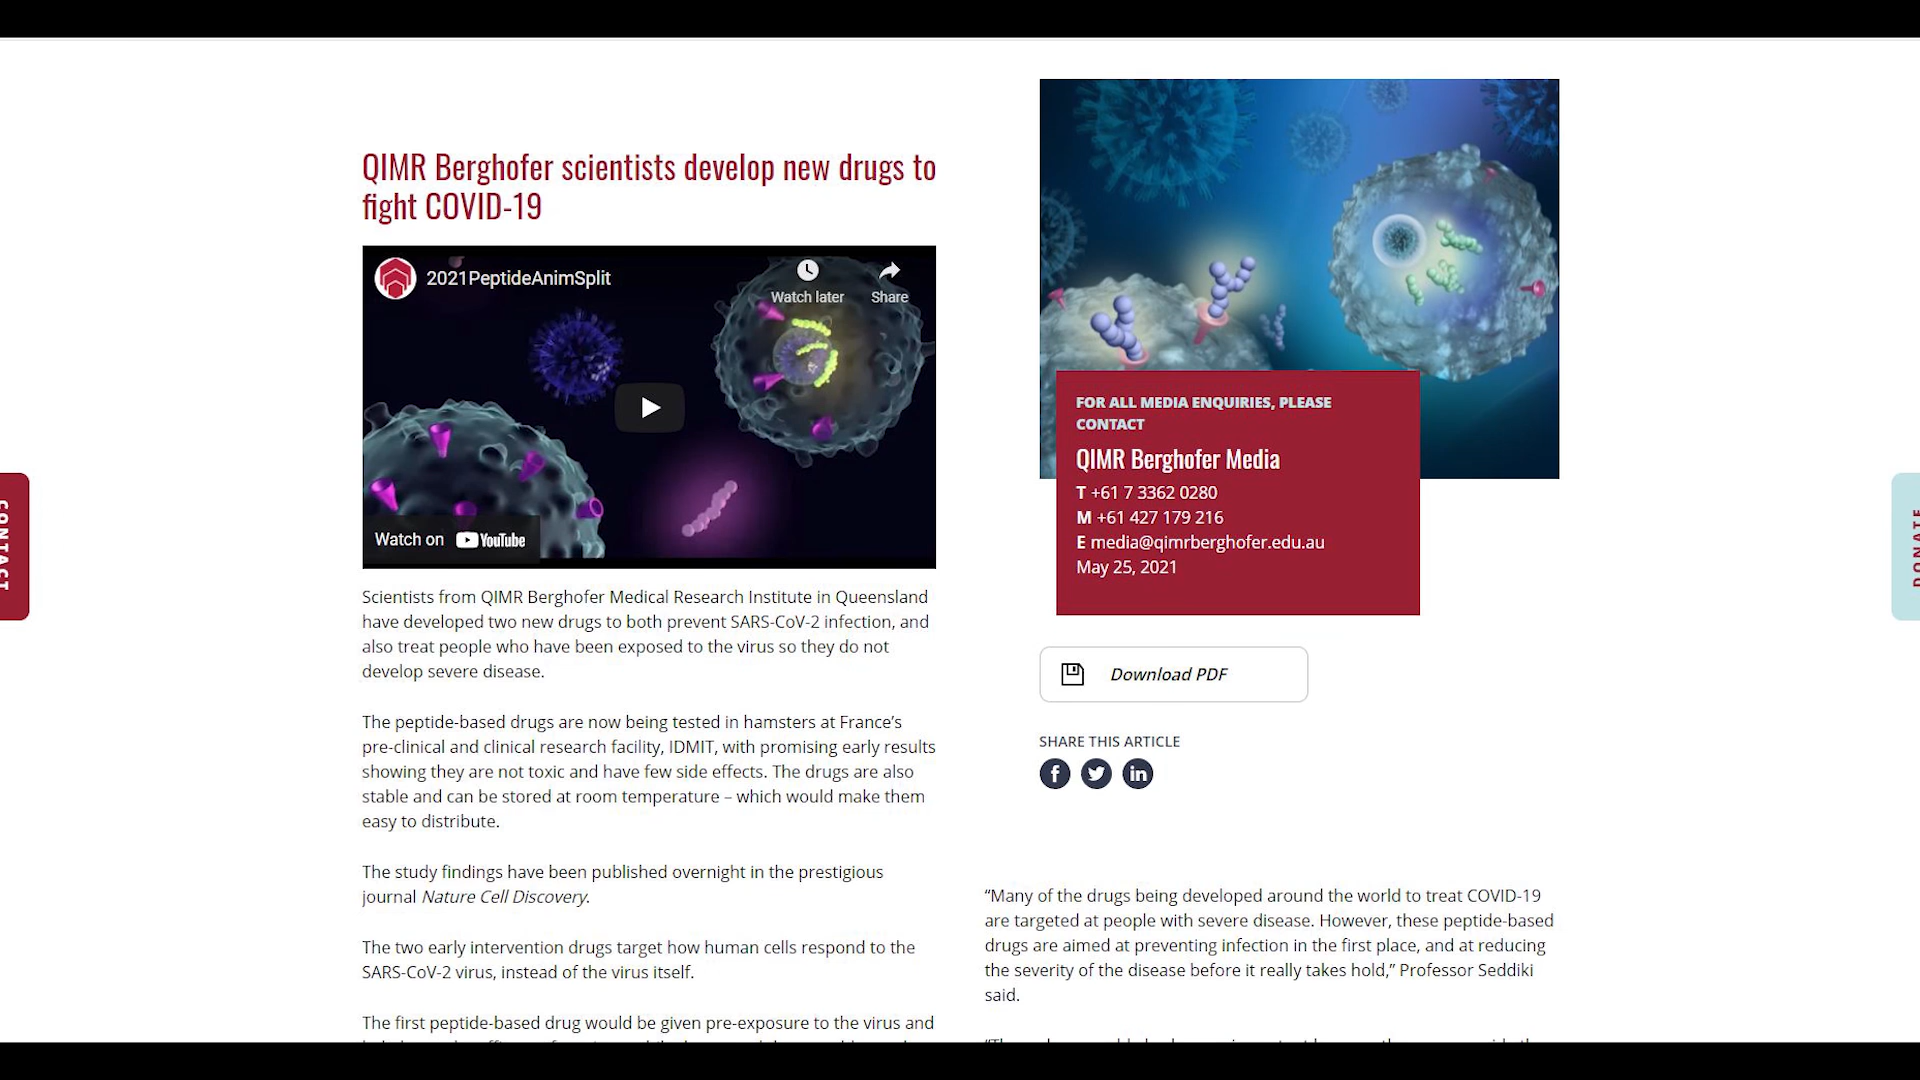 QIMR Berghofer scientists develop new drugs to
fight COVID-19
2021PeptideAnimSplit
Watch later
Share
Watch on YouTube
Scientists from QIMR Berghofer Medical Research Institute in Queensland
have developed two new drugs to both prevent SARS-CoV-2 infection, and
also treat people who have been exposed to the virus so they do not
develop severe disease.
The peptide-based drugs are now being tested in hamsters at France’s
pre-clinical and clinical research facility, IDMIT, with promising early results
showing they are not toxic and have few side effects. The drugs are also
stable and can be stored at room temperature – which would make them
easy to distribute.
The study findings have been published overnight in the prestigious
journal Nature Cell Discovery.
The two early intervention drugs target how human cells respond to the
SARS-CoV-2 virus, instead of the virus itself.
The first peptide-based drug would be given pre-exposure to the virus and
FOR ALL MEDIA ENQUIRIES, PLEASE
CONTACT
QIMR Berghofer Media
T +61 7 3362 0280
M +61 427 179 216
E media@qimrberghofer.edu.au
May 25, 2021
Download PDF
SHARE THIS ARTICLE
“Many of the drugs being developed around the world to treat COVID-19
are targeted at people with severe disease. However, these peptide-based
drugs are aimed at preventing infection in the first place, and at reducing
the severity of the disease before it really takes hold,” Professor Seddiki
said.
CONTACT
DONATE